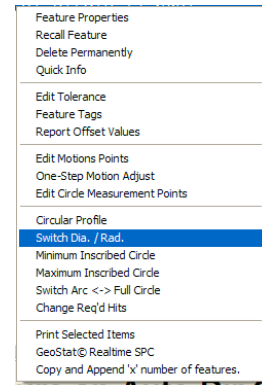 Feature Properties
Recall Feature
Delete Permanently
Quick Info
Edit Tolerance
Feature Tags
Report Offset Values
Edit Motions Points
One-Step Motion Adjust
Edit Circle Measurement Points
Circular Profile
Switch Dia. / Rad.
Minimum Inscribed Circle
Maximum Inscribed Circle
Switch Arc <-> Full Circle
Change Req'd Hits
Print Selected Items
GeoStat© Realtime SPC
Copy and Append 'x' number of features.